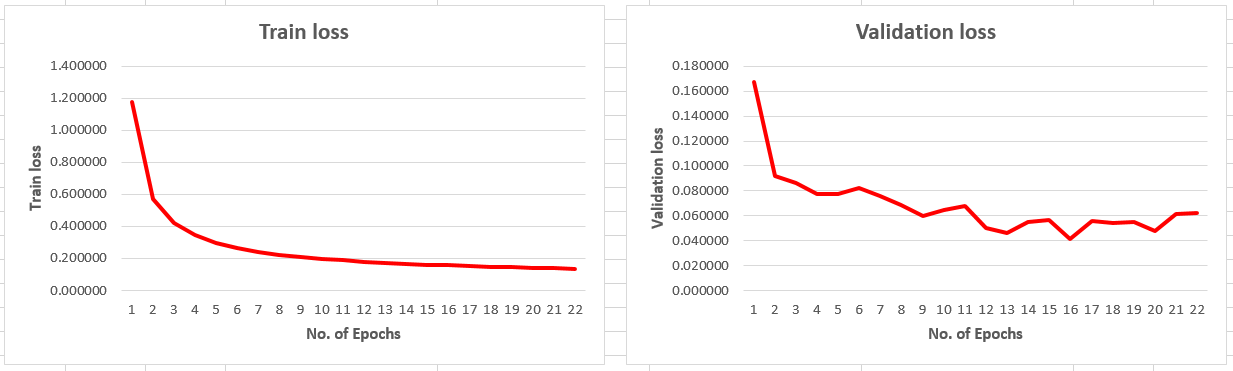 Train loss
1.400000
1.200000
1.000000
0.800000
0.600000
0.400000
0.200000
0.000000
Train loss
1 2 3 4 5 6 7 8 9 10 11 12 13 14 15 16 17 18 19 20 21 22
No. of Epochs
Validation loss
0.180000
0.160000
0.140000
0.120000
0.100000
0.080000
0.060000
0.040000
0.020000
0.000000
Validation loss
1 2 3 4 5 6 7 8 9 10 11 12 13 14 15 16 17 18 19 20 21 22
No. of Epochs